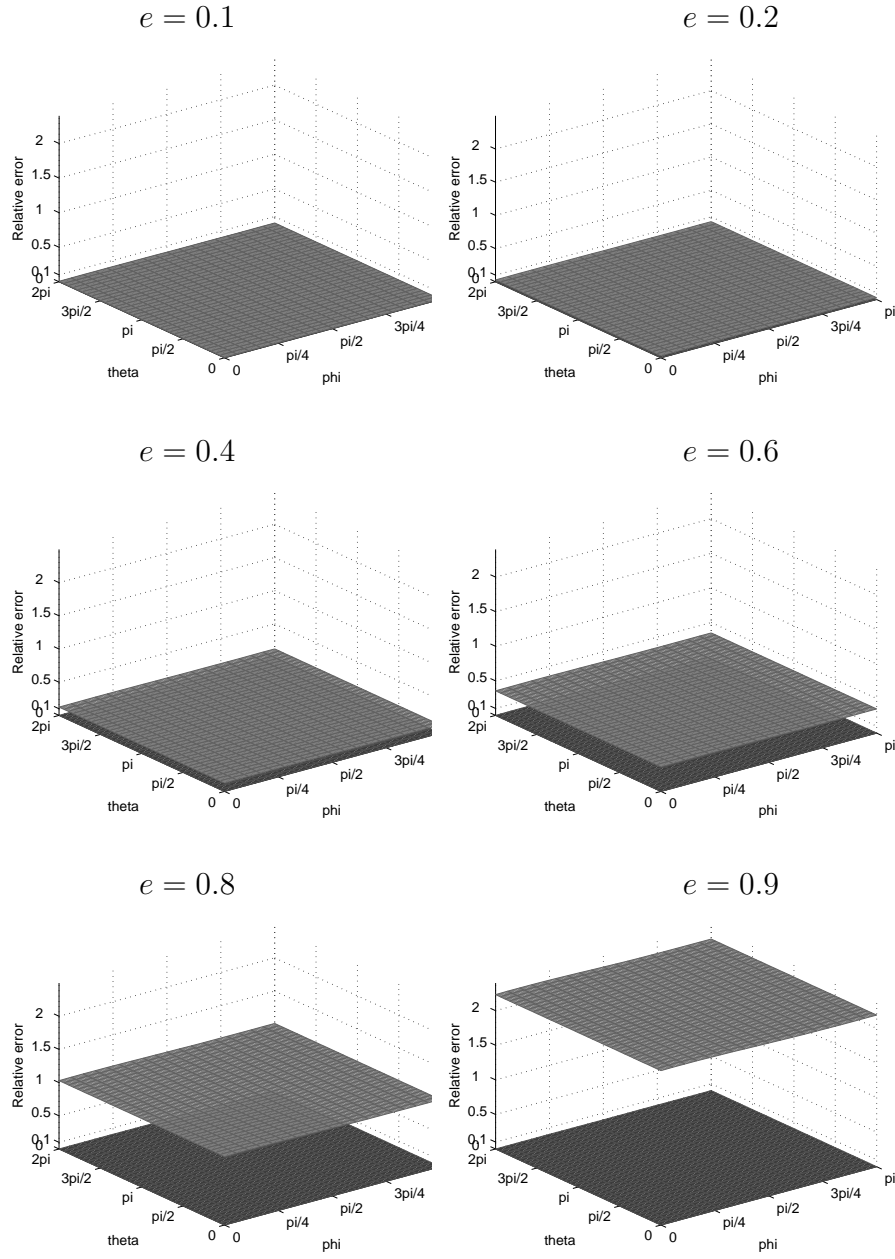 e = 0.1
Relative error
2
1.5
1
0.5
0.1
0
2pi
3pi/2
pi
pi/2
0
theta
0
pi/4
pi/2
3pi/4
phi
e = 0.2
Relative error
2
1.5
1
0.5
0.1
0
2pi
3pi/2
pi
pi/2
0
theta
0
pi/4
pi/2
3pi/4
pi
phi
e = 0.4
Relative error
2
1.5
1
0.5
0.1
0
2pi
3pi/2
pi
pi/2
0
theta
0
pi/4
pi/2
3pi/4
phi
e = 0.6
Relative error
2
1.5
1
0.5
0.1
0
2pi
3pi/2
pi
pi/2
0
theta
0
pi/4
pi/2
3pi/4
pi
phi
e = 0.8
Relative error
2
1.5
1
0.5
0.1
0
2pi
3pi/2
pi
pi/2
0
theta
0
pi/4
pi/2
3pi/4
phi
e = 0.9
Relative error
2
1.5
1
0.5
0.1
0
2pi
3pi/2
pi
pi/2
0
theta
0
pi/4
pi/2
3pi/4
pi
phi